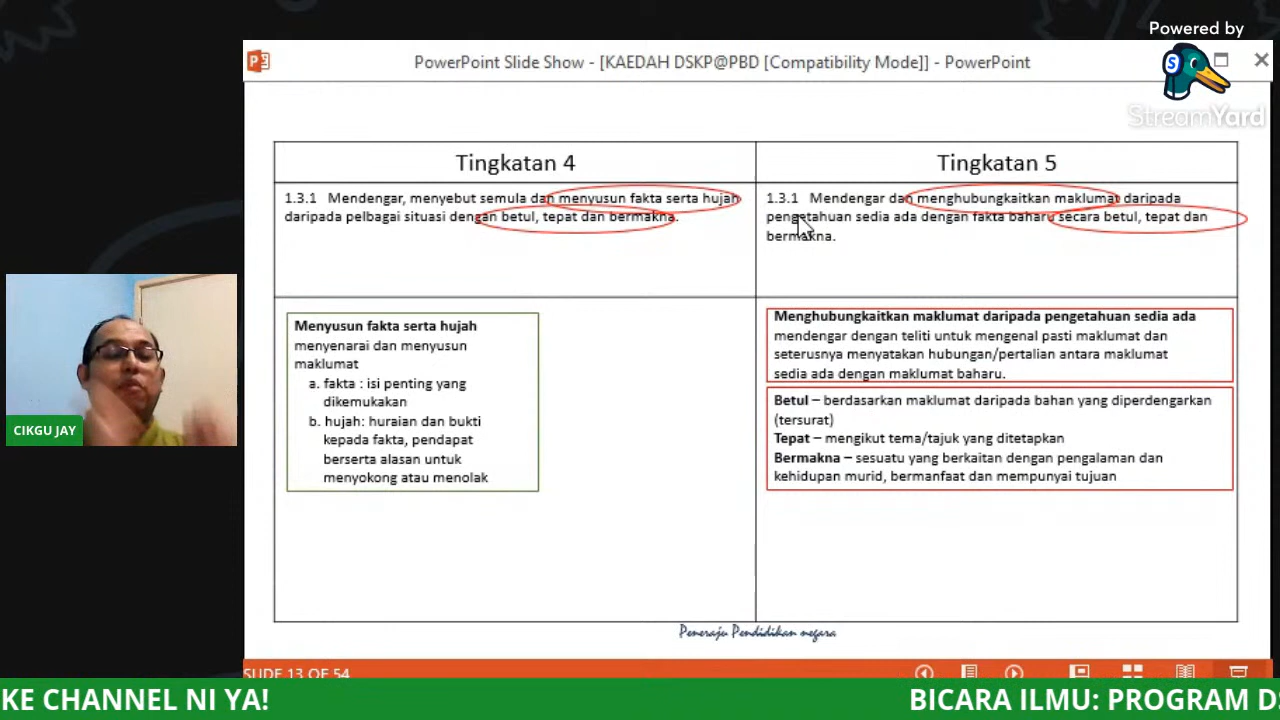 Powered by
StreamYard
PowerPoint Slide Show - [KAEDAH DSKP@PBD [Compatibility Mode]] - PowerPoint
Tingkatan 4
1.3.1 Mendengar, menyebut semula dan menyusun fakta serta hujah
daripada pelbagai situasi dengan betul, tepat dan bermakna.
Tingkatan 5
1.3.1 Mendengar dan menghubungkaitkan maklumat daripada
pengetahuan sedia ada dengan fakta baharu secara betul, tepat dan
bermakna.
Menyusun fakta serta hujah
menyenarai dan menyusun
maklumat
a. fakta : isi penting yang
dikemukakan
b. hujah: huraian dan bukti
kepada fakta, pendapat
berserta alasan untuk
menyokong atau menolak
Menghubungkaitkan maklumat daripada pengetahuan sedia ada
mendengar dengan teliti untuk mengenal pasti maklumat dan
seterusnya menyatakan hubungan/pertalian antara maklumat
sedia ada dengan maklumat baharu.
Betul – berdasarkan maklumat daripada bahan yang diperdengarkan
(tersurat)
Tepat – mengikut tema/tajuk yang ditetapkan
Bermakna – sesuatu yang berkaitan dengan pengalaman dan
kehidupan murid, bermanfaat dan mempunyai tujuan
Peneraju Pendidikan negara
CIKGU JAY
SLIDE 13 OF 54
KE CHANNEL NI YA!
BICARA ILMU: PROGRAM DS